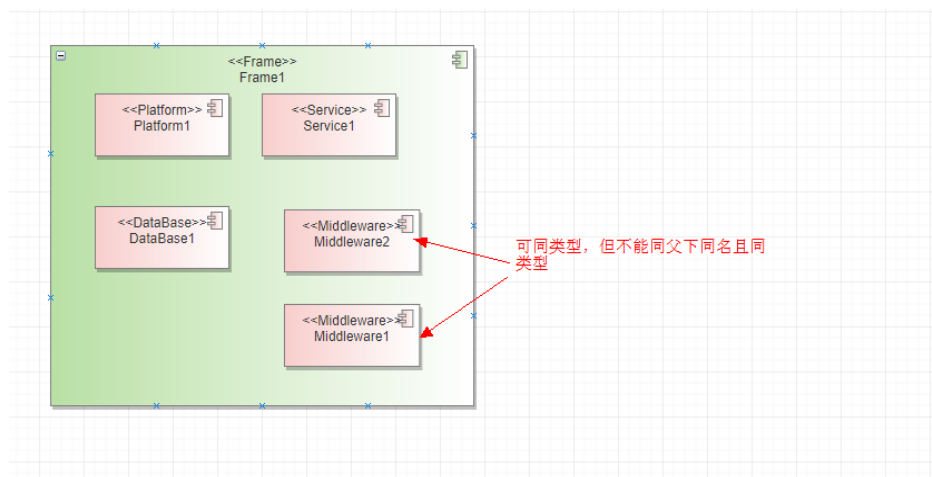 <<Frame>>
Frame1
<<Platform>>
Platform1
<<Service>>
Service1
<<DataBase>>
DataBase1
<<Middleware>>
Middleware2
可同类型，但不能同父下同名且同
类型
<<Middleware>>
Middleware1